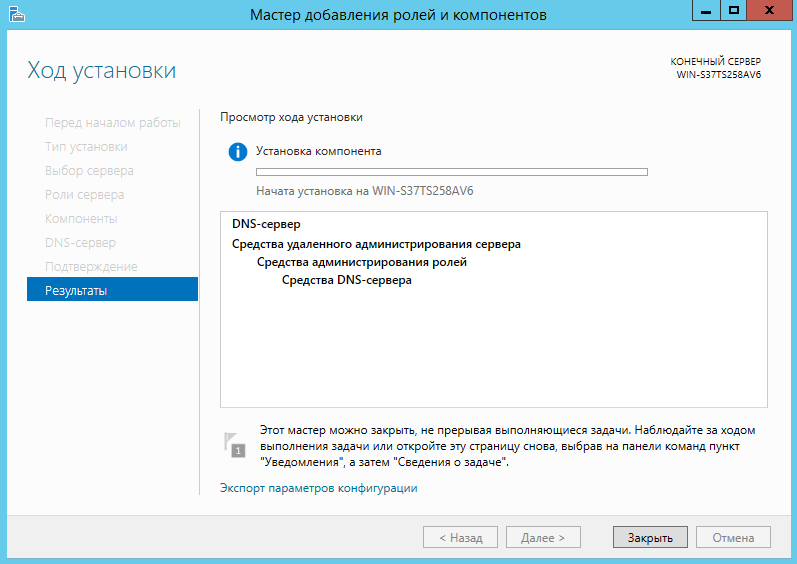 Мастер добавления ролей и компонентов
Ход установки
КОНЕЧНЫЙ СЕРВЕР
WIN-S37TS258AV6
Перед началом работы
Тип установки
Выбор сервера
Роли сервера
Компоненты
DNS-сервер
Подтверждение
Результаты
Просмотр хода установки
Установка компонента
Начата установка на WIN-S37TS258AV6
DNS-сервер
Средства удаленного администрирования сервера
Средства администрирования ролей
Средства DNS-сервера
1
Этот мастер можно закрыть, не прерывая выполняющиеся задачи. Наблюдайте за ходом
выполнения задачи или откройте эту страницу снова, выбрав на панели команд пункт
"Уведомления", а затем "Сведения о задаче".
Экспорт параметров конфигурации
< Назад
Далее >
Закрыть
Отмена